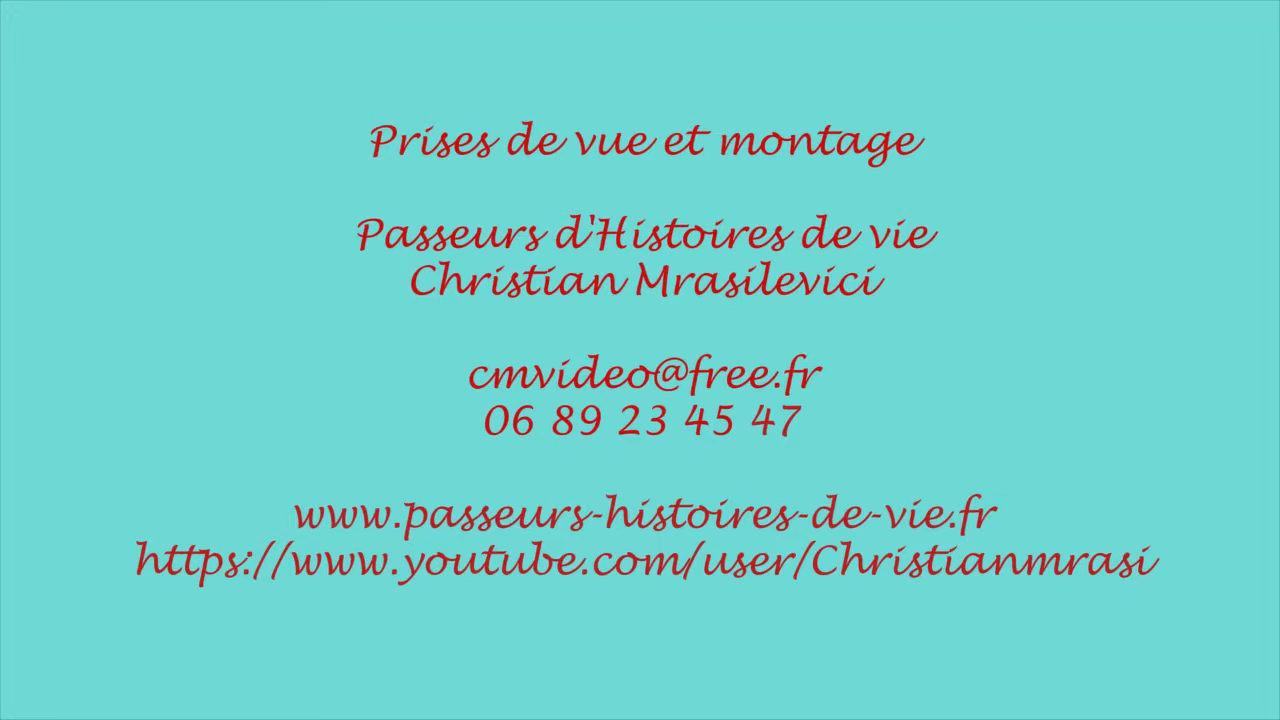 Prises de vue et montage
Passeurs d'Histoires de vie
Christian Mrasilevici
cmvideo@free.fr
06 89 23 45 47
www.passeurs-histoires-de-vie.fr
https://www.youtube.com/user/Christianmrasi